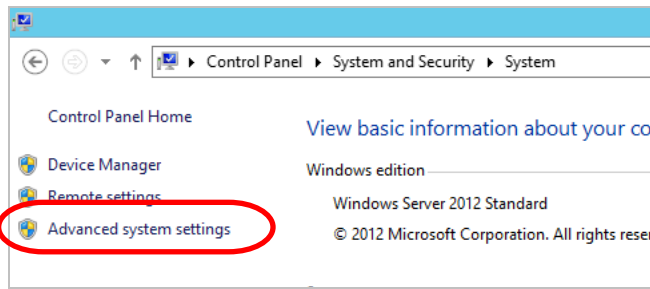 Control Panel ▸ System and Security ▸ System
Control Panel Home
View basic information about your co
Device Manager
Windows edition
Remote settings
Windows Server 2012 Standard
Advanced system settings
© 2012 Microsoft Corporation. All rights rese